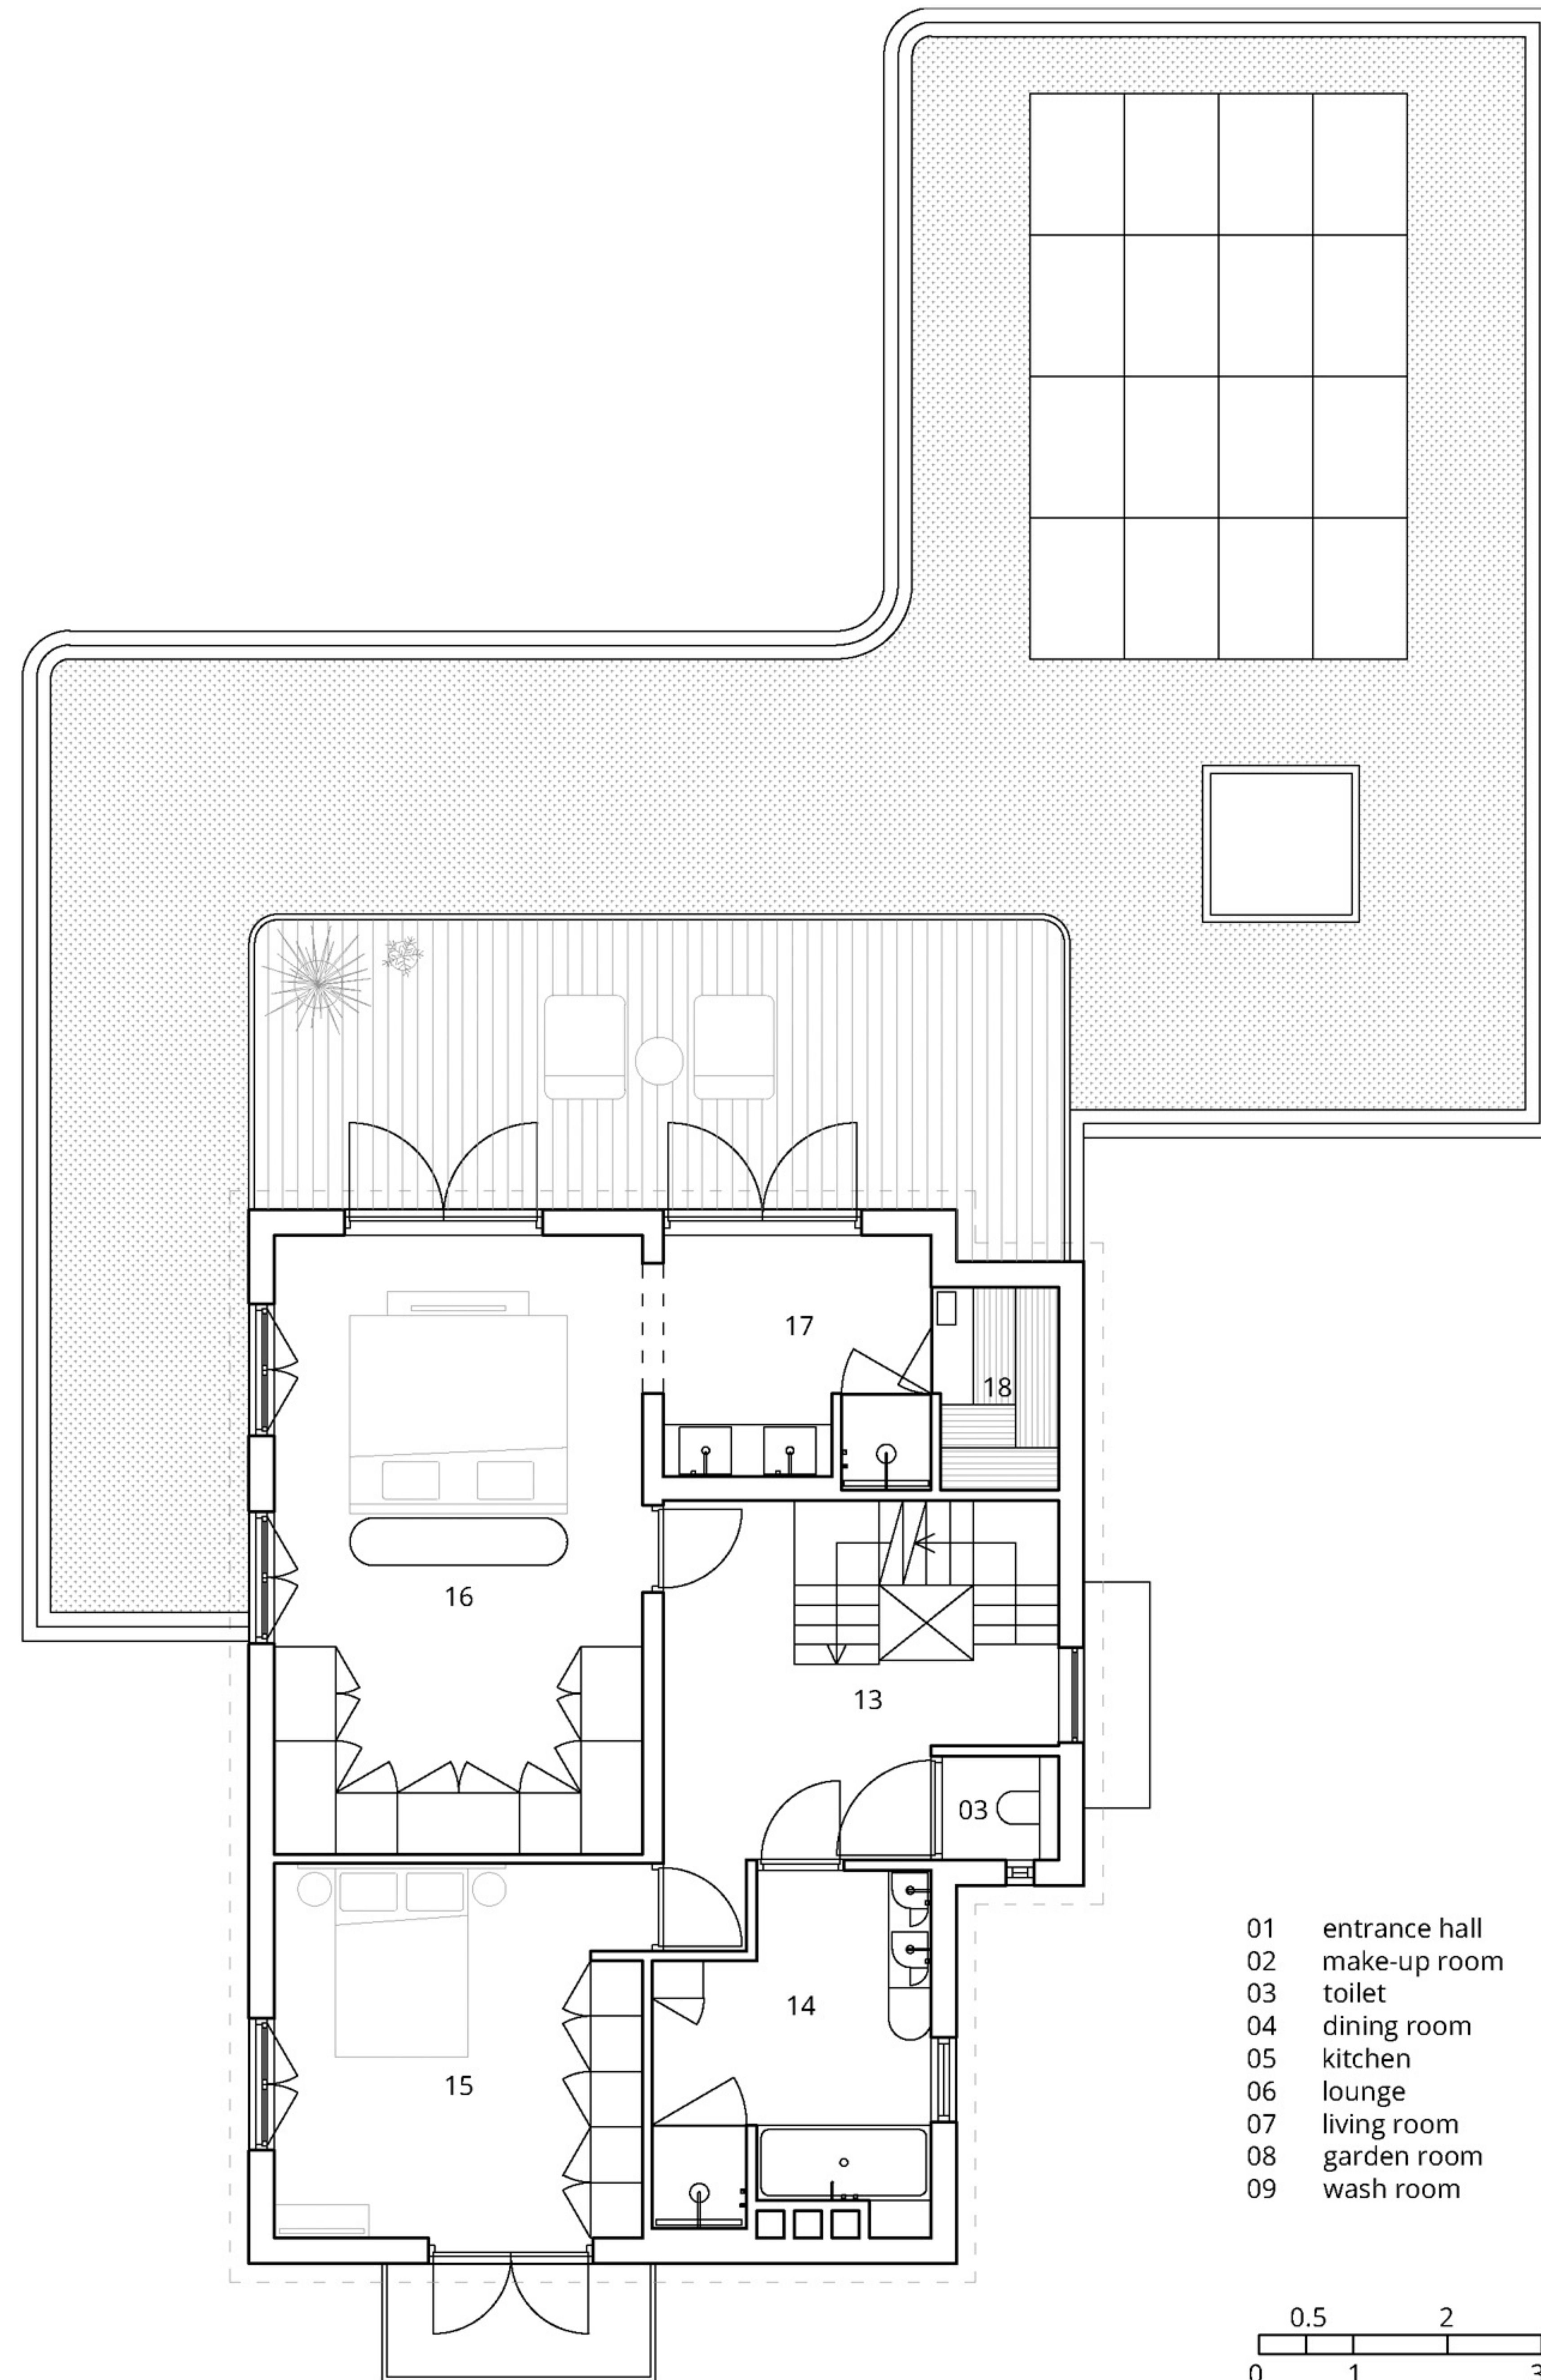 17
18
16
13
03
15
14
01 entrance hall
02 make-up room
03 toilet
04 dining room
05 kitchen
06 lounge
07 living room
08 garden room
09 wash room
0.5 2
0 1 3